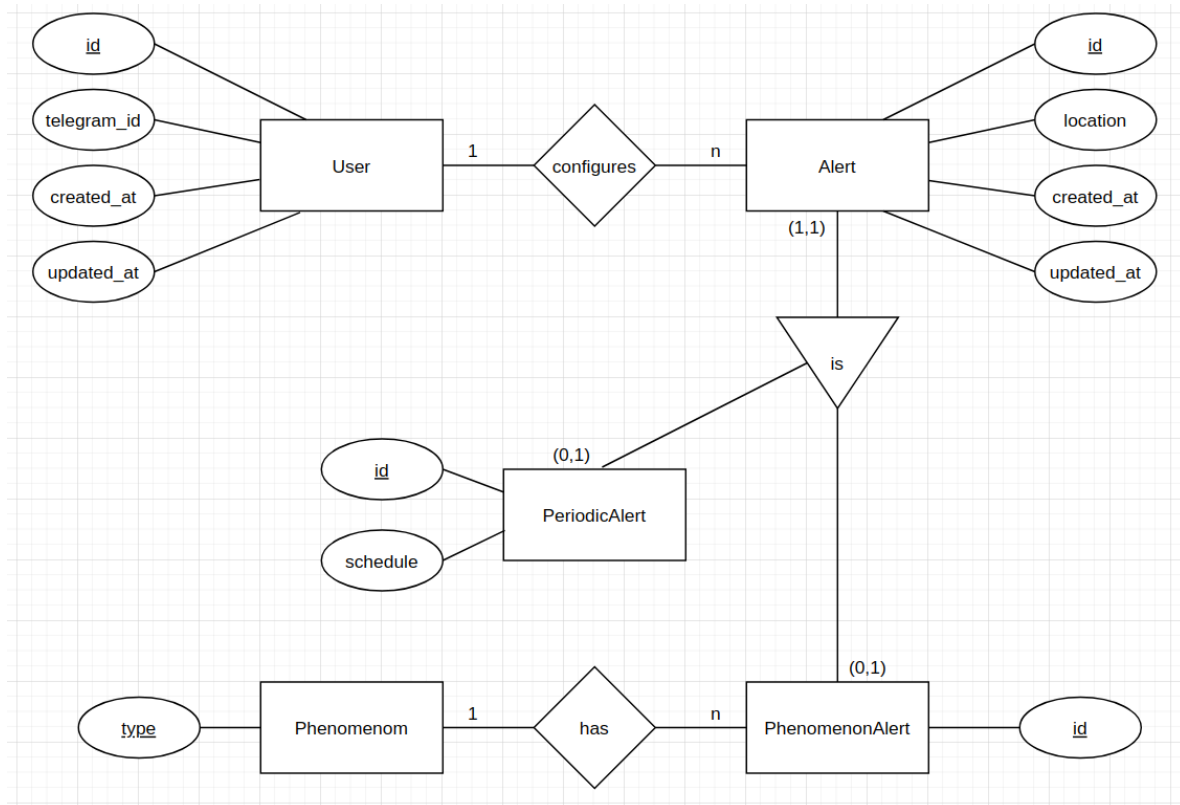 id
id
telegram_id
location
User
1
configures
n
Alert
created_at
created_at
(1,1)
updated_at
updated_at
is
(0,1)
id
PeriodicAlert
schedule
(0,1)
type
Phenomenom
1
has
n
PhenomenonAlert
id